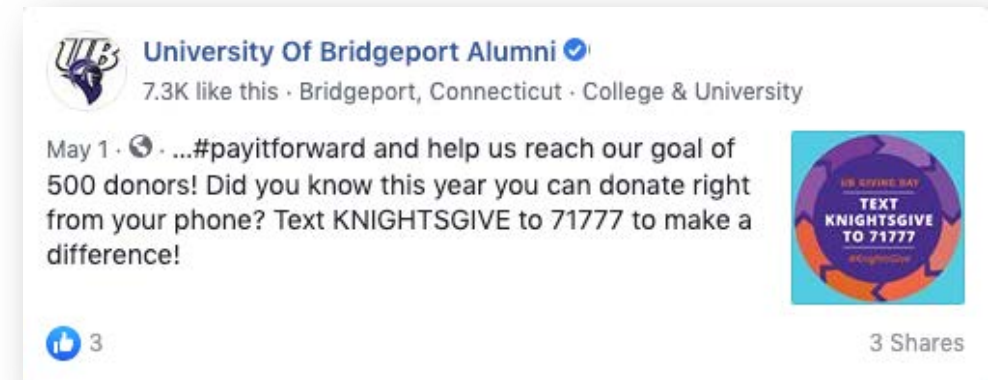 UB
University Of Bridgeport Alumni
7.3K like this · Bridgeport, Connecticut · College & University
May 1 · · ...#payitforward and help us reach our goal of
500 donors! Did you know this year you can donate right
from your phone? Text KNIGHTSGIVE to 71777 to make a
difference!
UB GIVING DAY
TEXT
KNIGHTSGIVE
TO 71777
#KnightsGive
3
3 Shares